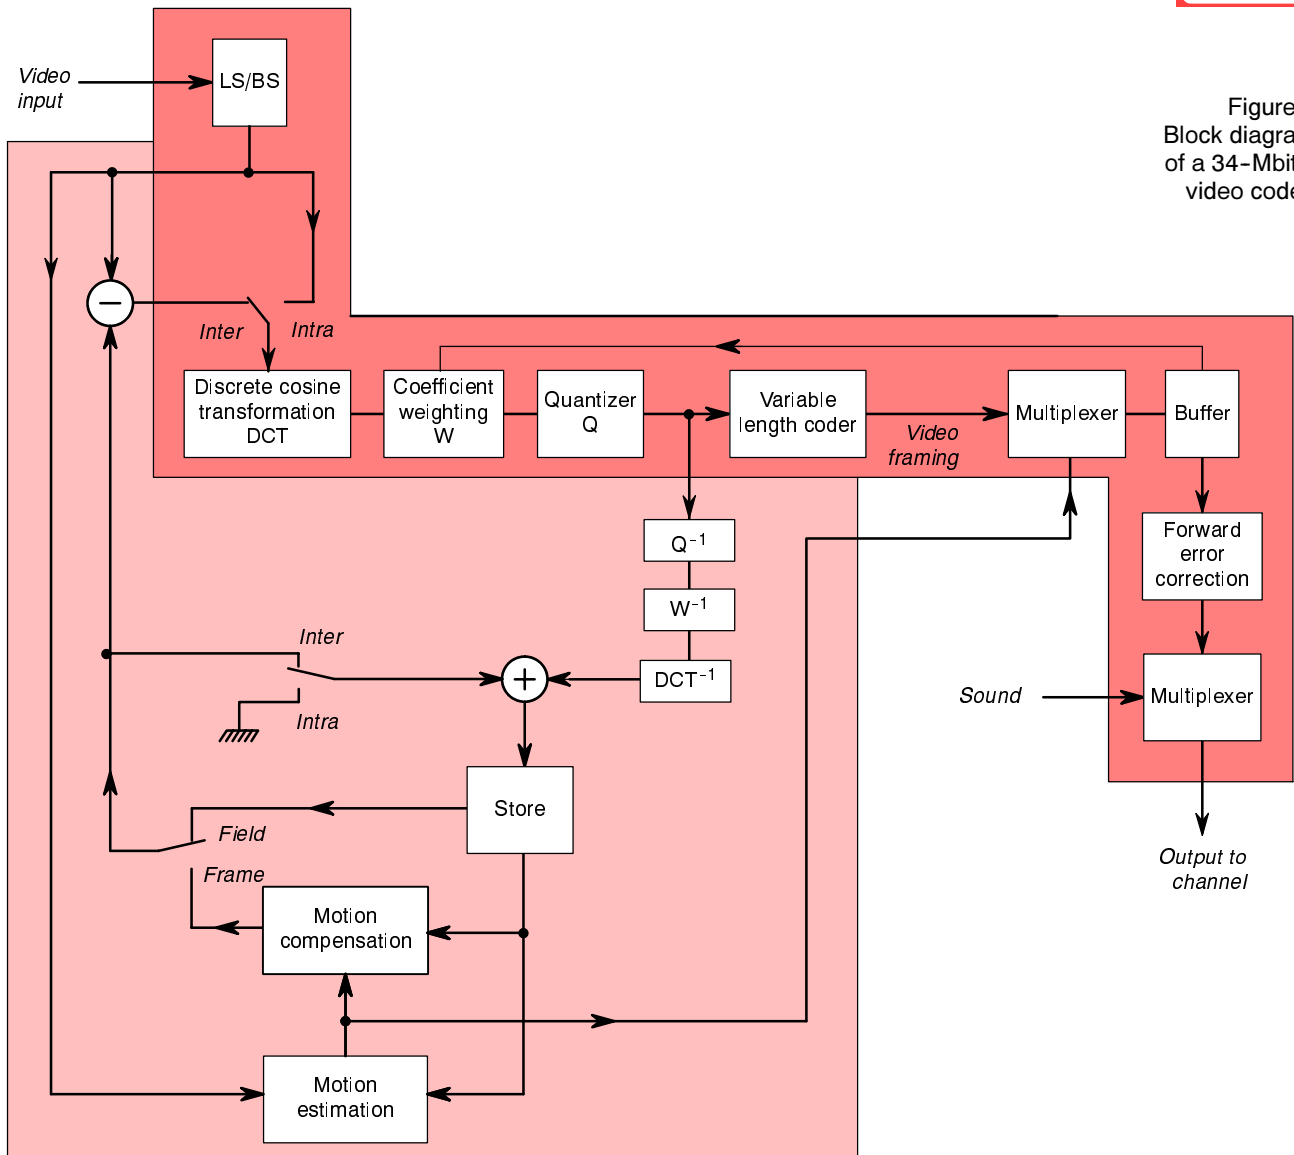 Video
input
LS/BS
Figure
Block diagra
of a 34-Mbit
video code
−
Inter
Intra
Discrete cosine
transformation
DCT
Coefficient
weighting
W
Quantizer
Q
Variable
length coder
Video
framing
Multiplexer
Buffer
Q⁻¹
Forward
error
correction
W⁻¹
Inter
+
DCT⁻¹
Sound
Multiplexer
Intra
Store
Field
Frame
Output to
channel
Motion
compensation
Motion
estimation